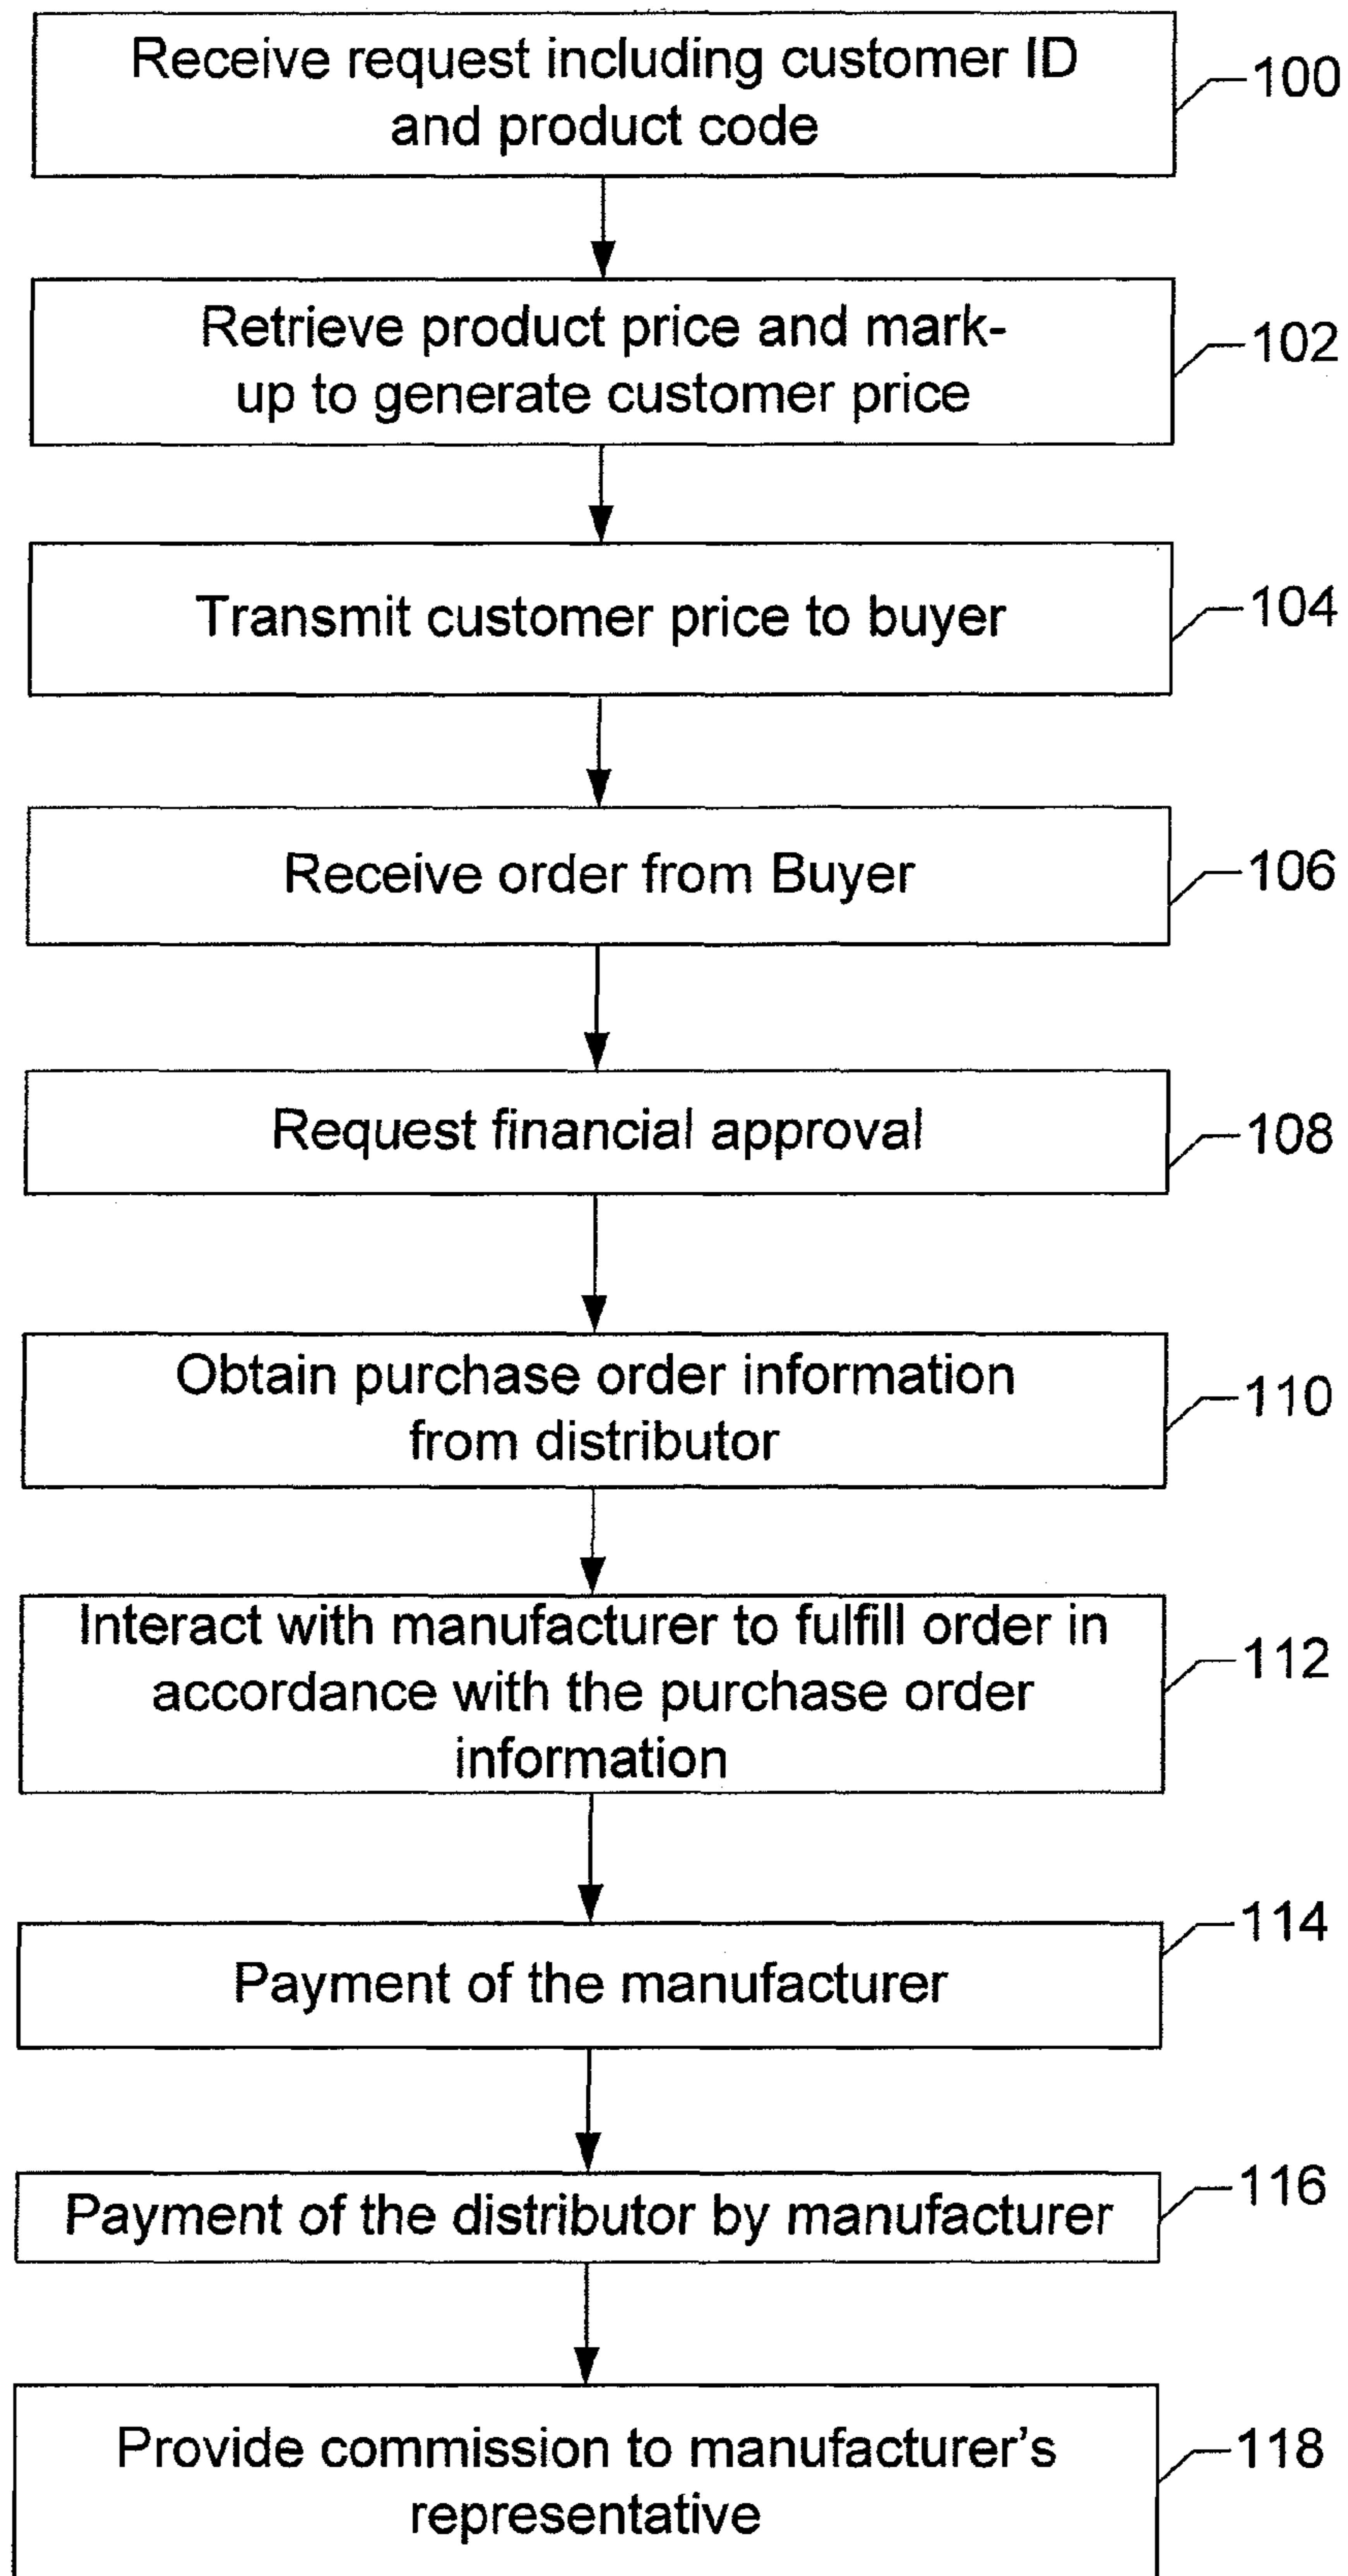 Receive request including customer ID
and product code
100
Retrieve product price and mark-
up to generate customer price
102
Transmit customer price to buyer
104
Receive order from Buyer
106
Request financial approval
108
Obtain purchase order information
from distributor
110
Interact with manufacturer to fulfill order in
accordance with the purchase order
information
112
Payment of the manufacturer
114
Payment of the distributor by manufacturer
116
Provide commission to manufacturer's
representative
118